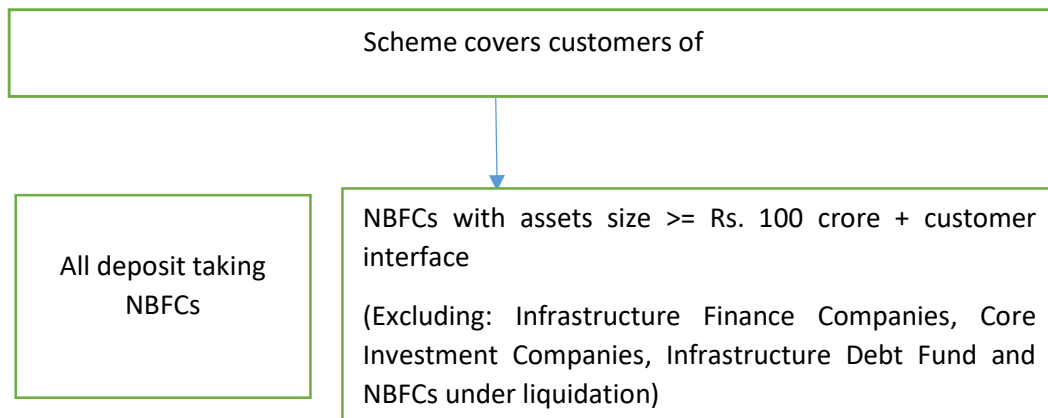 Scheme covers customers of
All deposit taking
NBFCs
NBFCs with assets size >= Rs. 100 crore + customer
interface
(Excluding: Infrastructure Finance Companies, Core
Investment Companies, Infrastructure Debt Fund and
NBFCs under liquidation)